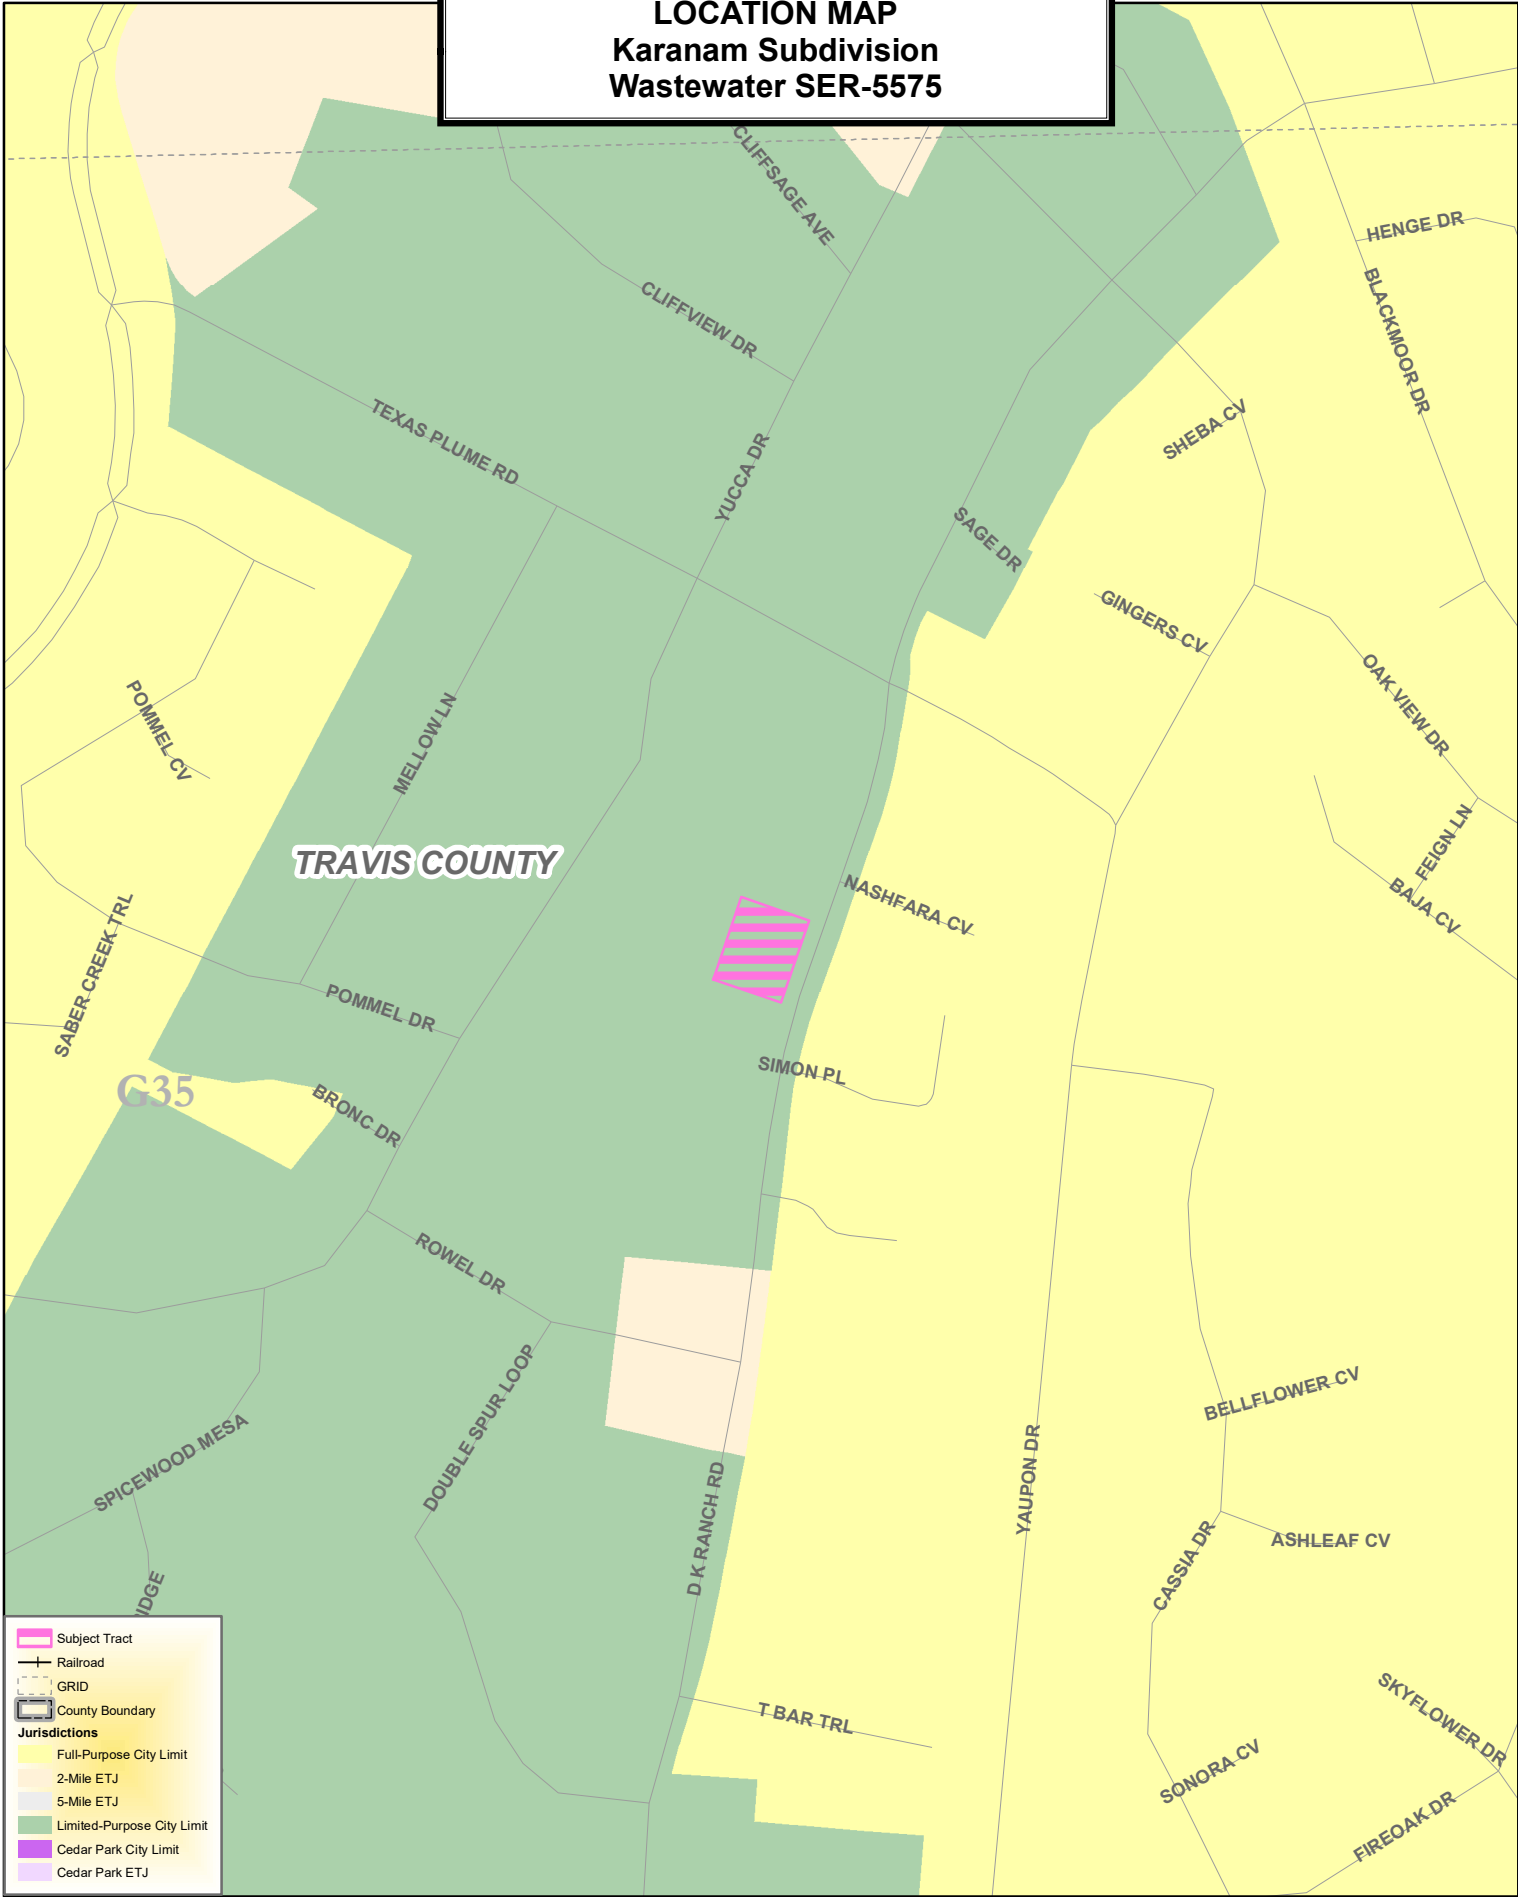 LOCATION MAP
Karanam Subdivision
Wastewater SER-5575
CLIFFSAGE AVE
HENGE DR
BLACKMOOR DR
CLIFFVIEW DR
TEXAS PLUME RD
YUCCA DR
SHEBA CV
SAGE DR
GINGERS CV
OAK VIEW DR
POMMEL CV
MELLOW LN
FEIGN LN
BAJA CV
TRAVIS COUNTY
NASHFARA CV
SABER CREEK TRL
POMMEL DR
SIMON PL
G35
BRONC DR
ROWEL DR
DOUBLE SPUR LOOP
BELLFLOWER CV
SPICEWOOD MESA
D K RANCH RD
YAUPON DR
CASSIA DR
ASHLEAF CV
IDGE
T BAR TRL
SKYFLOWER DR
SONORA CV
FIREOAK DR
Subject Tract
Railroad
GRID
County Boundary
Jurisdictions
Full-Purpose City Limit
2-Mile ETJ
5-Mile ETJ
Limited-Purpose City Limit
Cedar Park City Limit
Cedar Park ETJ